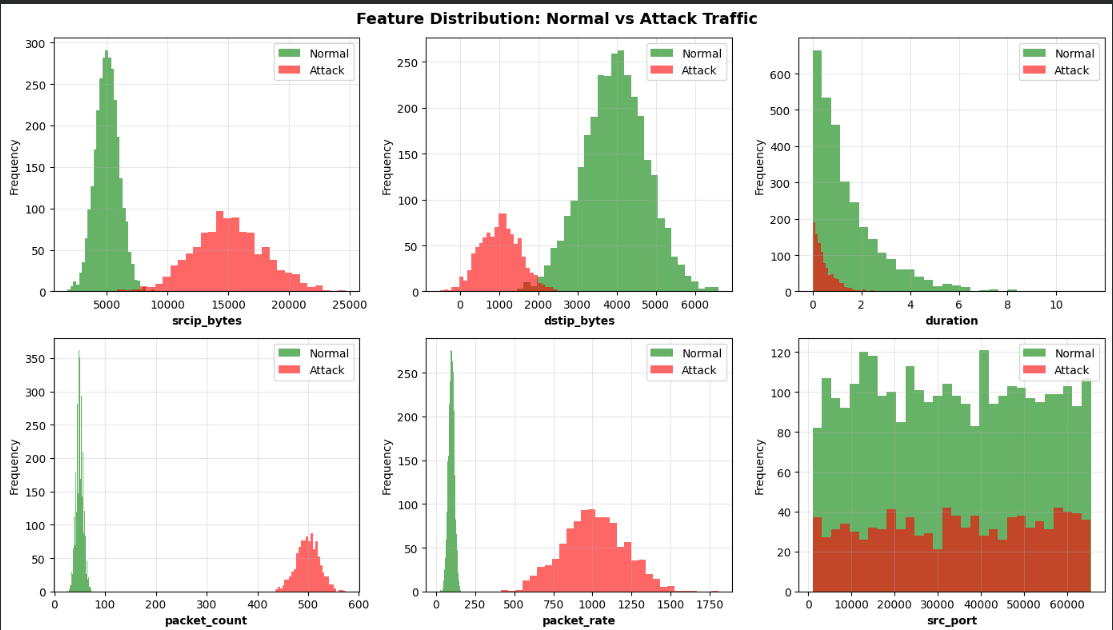 Feature Distribution: Normal vs Attack Traffic
Normal
Attack
Frequency
300
250
200
150
100
50
0
5000 10000 15000 20000 25000
srcip_bytes
Normal
Attack
Frequency
250
200
150
100
50
0
0 1000 2000 3000 4000 5000 6000
dstip_bytes
Normal
Attack
Frequency
600
500
400
300
200
100
0
0 2 4 6 8 10
duration
Normal
Attack
Frequency
350
300
250
200
150
100
50
0
0 100 200 300 400 500 600
packet_count
Normal
Attack
Frequency
250
200
150
100
50
0
0 250 500 750 1000 1250 1500 1750
packet_rate
Normal
Attack
Frequency
120
100
80
60
40
20
0
0 10000 20000 30000 40000 50000 60000
src_port